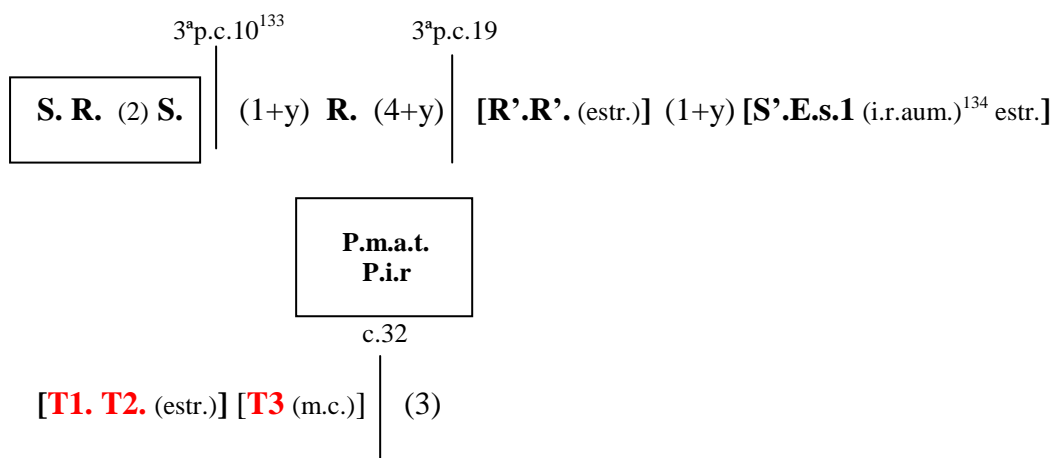 3ªp.c.10133 3ªp.c.19
S. R. (2) S. (1+y) R. (4+y) [R’.R’. (estr.)] (1+y) [S’.E.s.1 (i.r.aum.)134 estr.]
P.m.a.t.
P.i.r
c.32
[T1. T2. (estr.)] [T3 (m.c.)] (3)